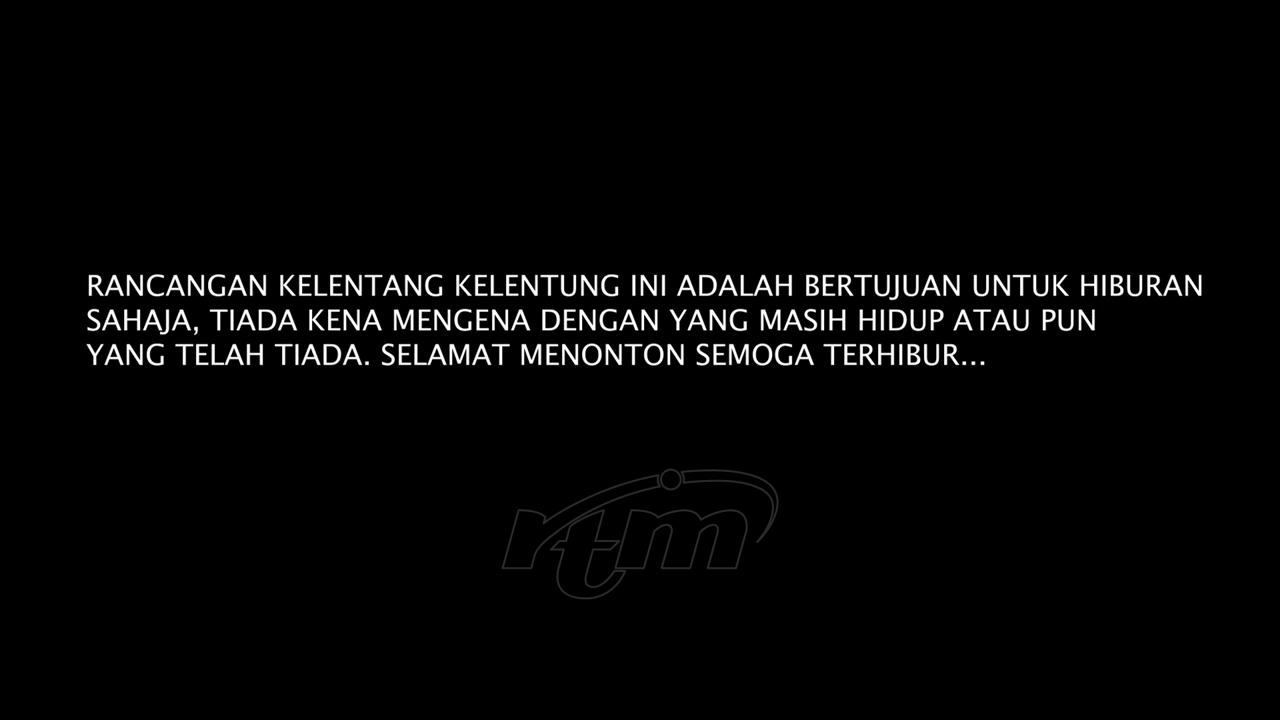 RANCANGAN KELENTANG KELENTUNG INI ADALAH BERTUJUAN UNTUK HIBURAN
SAHAJA, TIADA KENA MENGENA DENGAN YANG MASIH HIDUP ATAU PUN
YANG TELAH TIADA. SELAMAT MENONTON SEMOGA TERHIBUR...
rtm